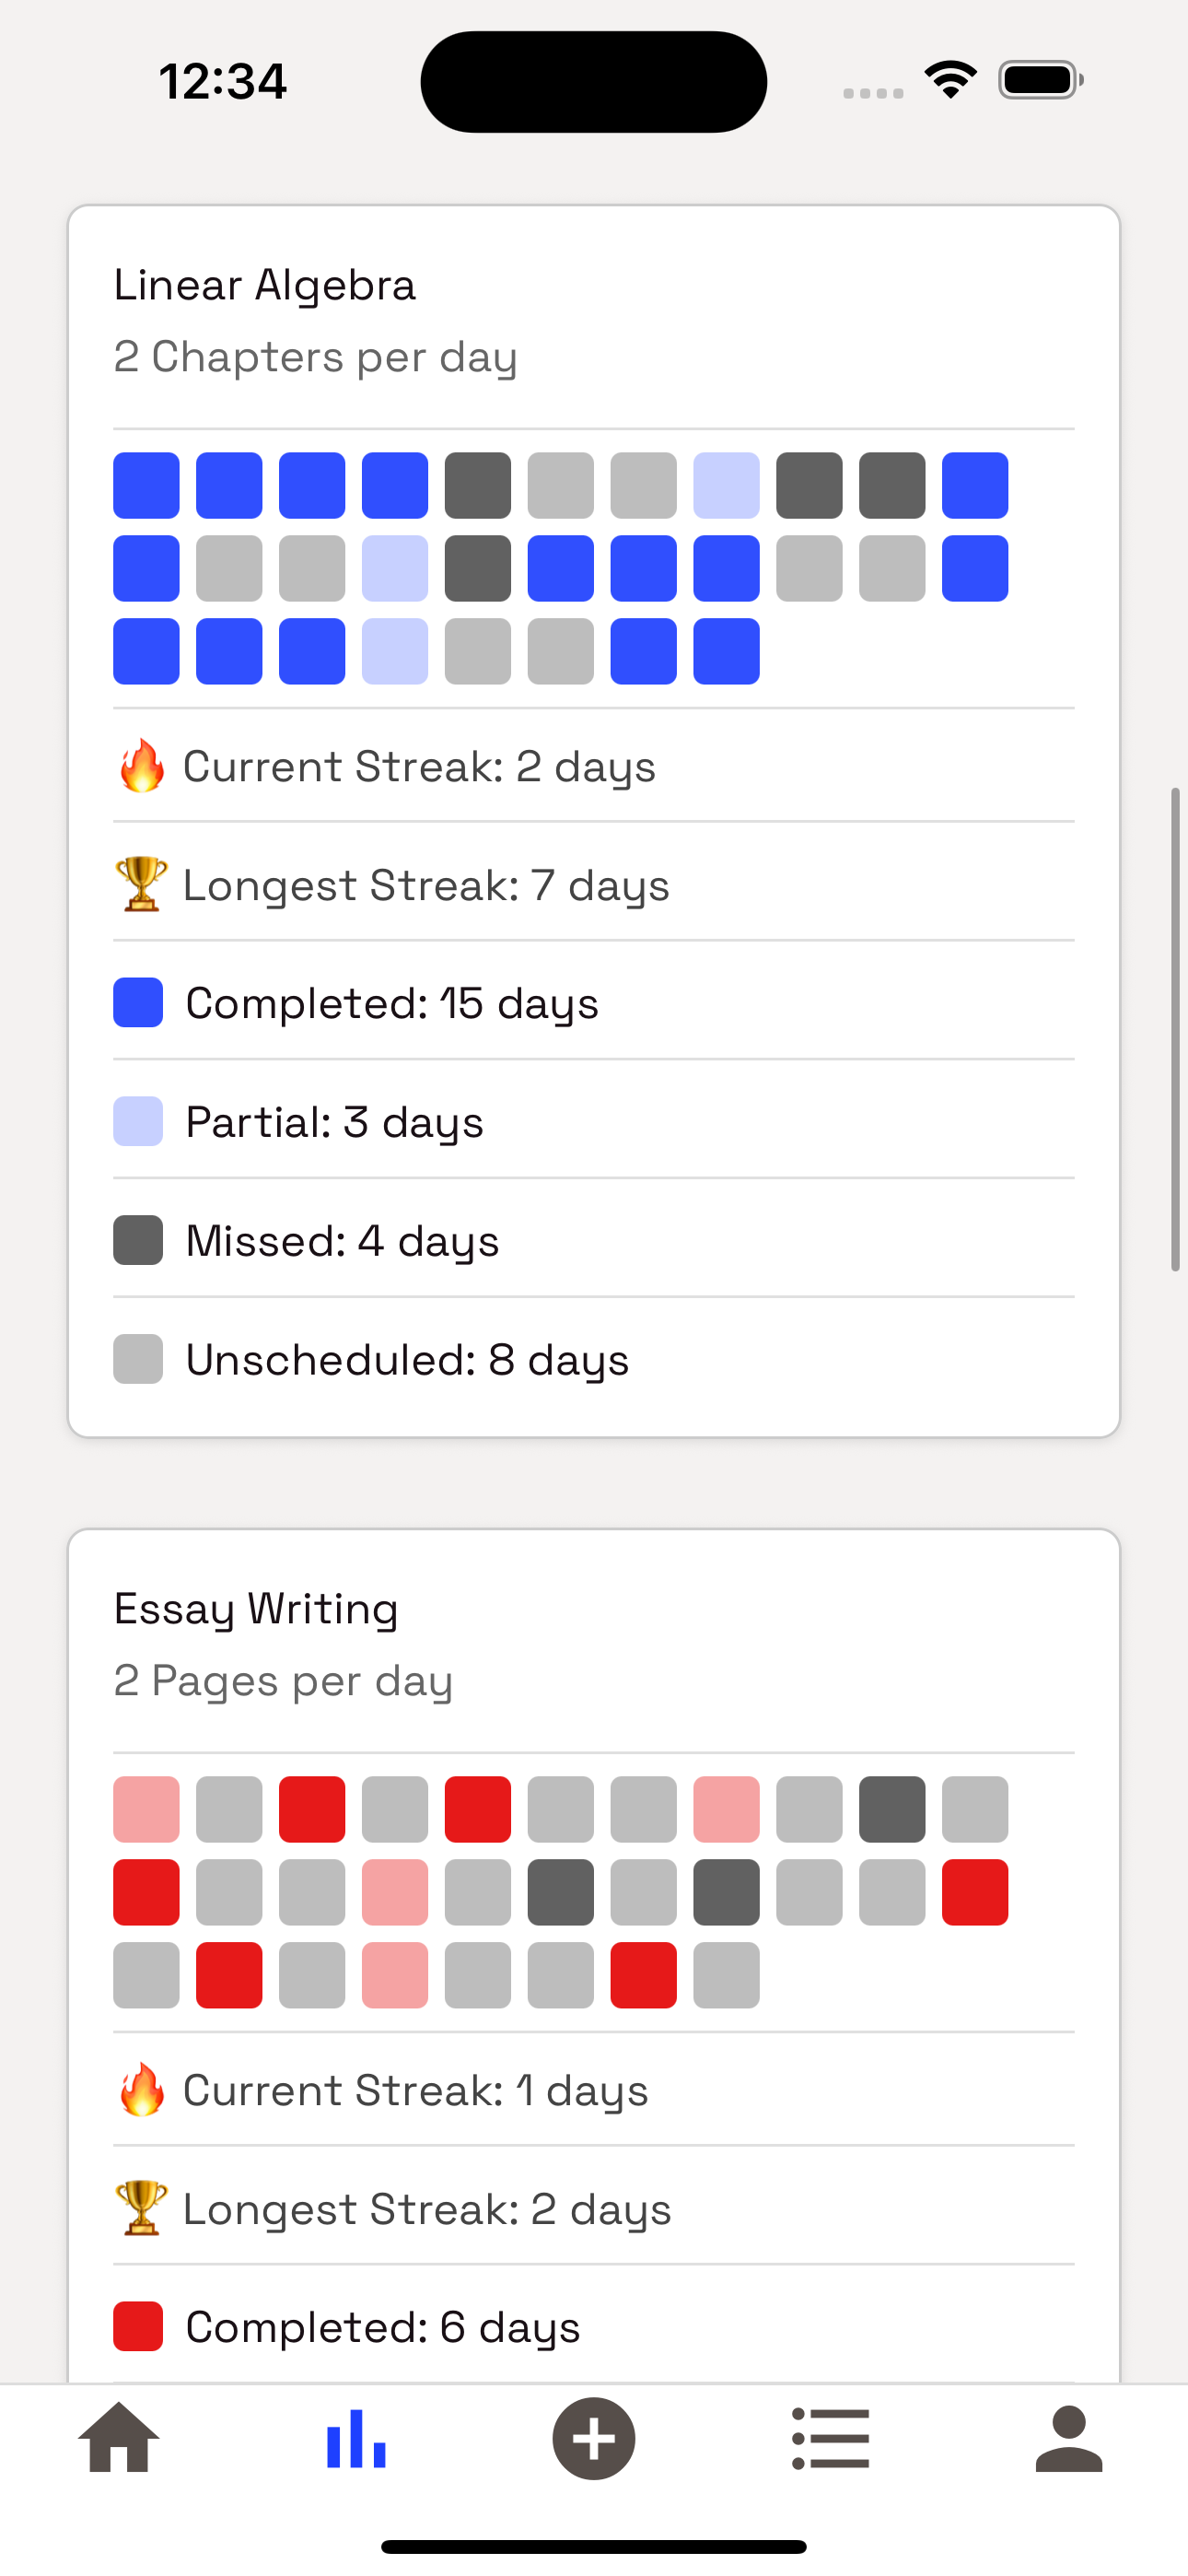 12:34
Linear Algebra
2 Chapters per day
Current Streak: 2 days
Longest Streak: 7 days
Completed: 15 days
Partial: 3 days
Missed: 4 days
Unscheduled: 8 days
Essay Writing
2 Pages per day
Current Streak: 1 days
Longest Streak: 2 days
Completed: 6 days